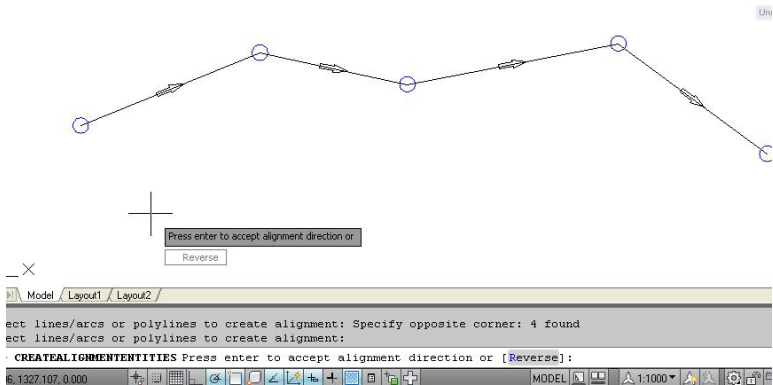 Press enter to accept alignment direction or
Reverse
Model / Layout1 / Layout2 /
ect lines/arcs or polylines to create alignment: Specify opposite corner: 4 found
ect lines/arcs or polylines to create alignment:
CREATEALIGNMENTENTITIES Press enter to accept alignment direction or [Reverse]:
6, 1327.107, 0.000
MODEL
1:1000